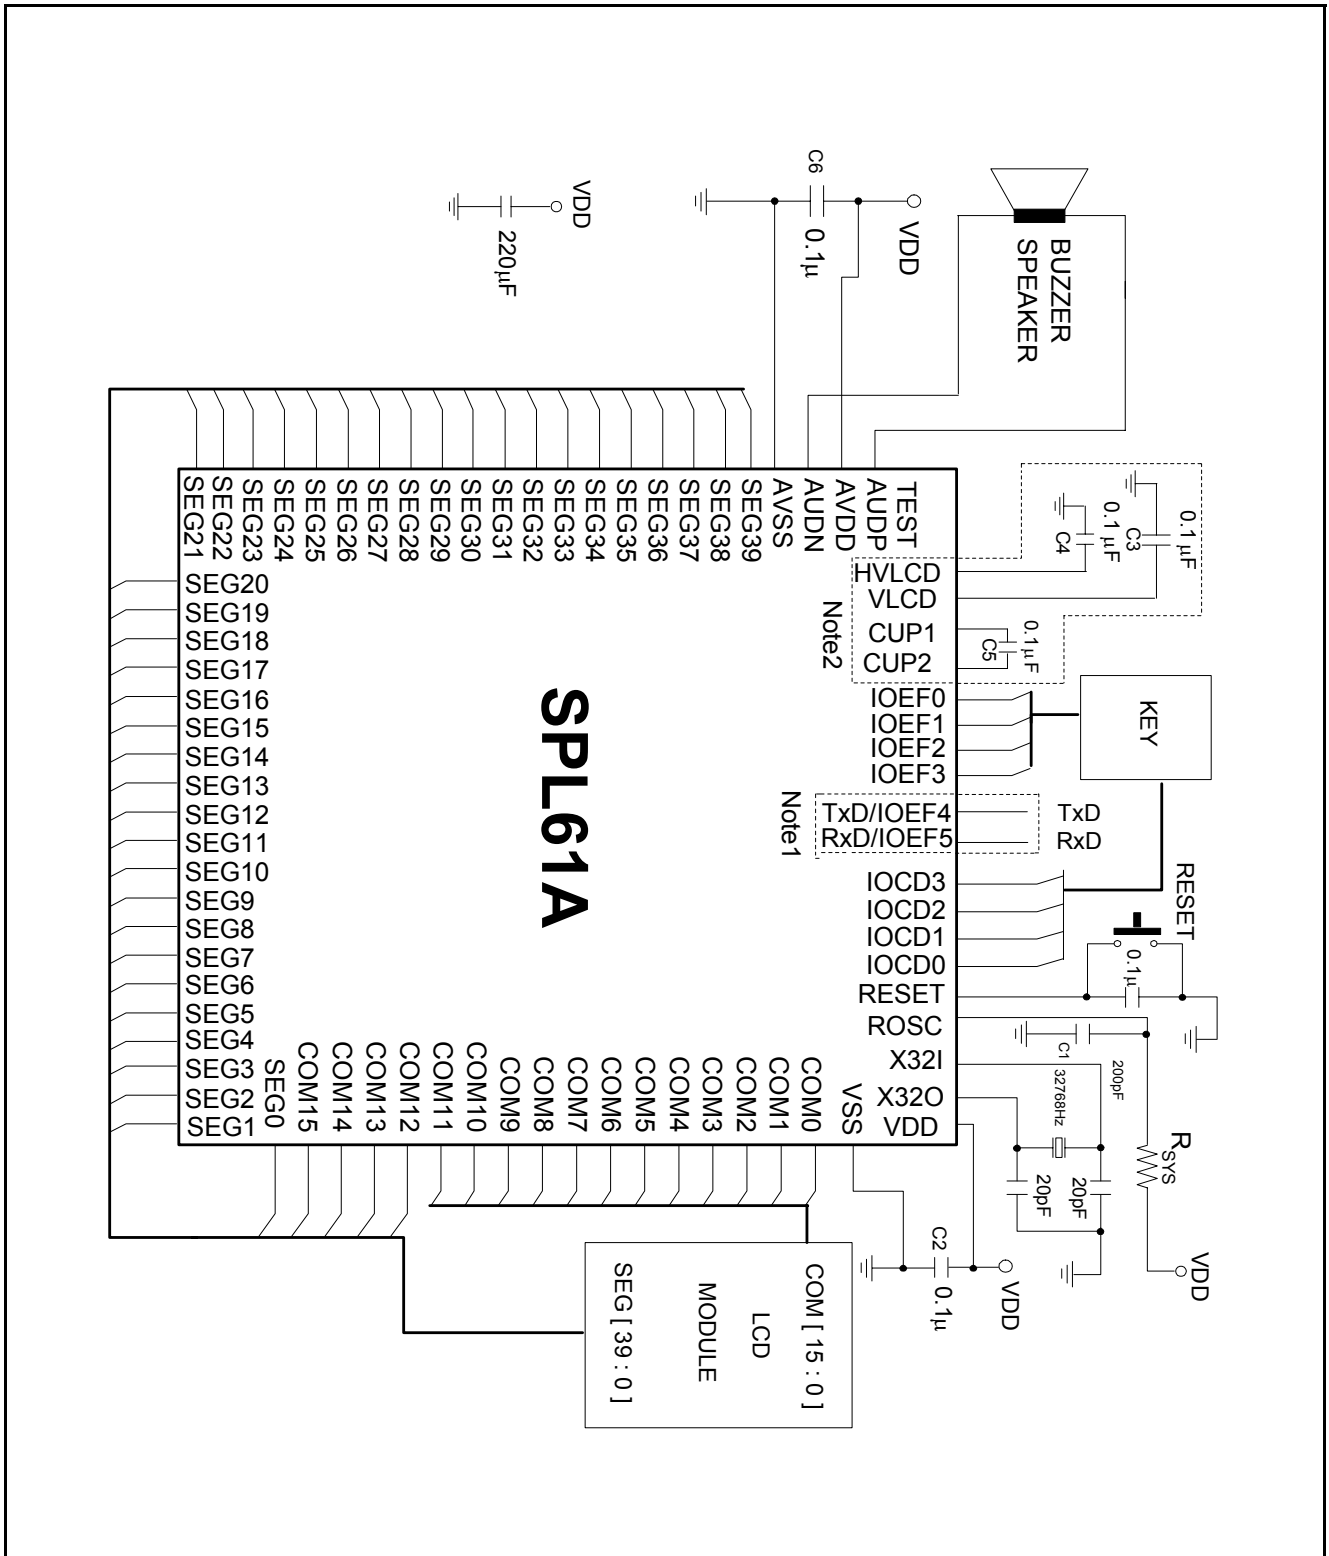 VDD
220μF
C6
0.1μ
VDD
BUZZER
SPEAKER
SEG21
SEG22
SEG23
SEG24
SEG25
SEG26
SEG27
SEG28
SEG29
SEG30
SEG31
SEG32
SEG33
SEG34
SEG35
SEG36
SEG37
SEG38
SEG39
AVSS
AUDN
AVDD
AUDP
TEST
0.1 μF
C3
0.1 μF
C4
HVLCD
VLCD
CUP1
CUP2
Note2
0.1μF
C5
IOEF0
IOEF1
IOEF2
IOEF3
KEY
TxD/IOEF4
RxD/IOEF5
Note1
TxD
RxD
IOCD3
IOCD2
IOCD1
IOCD0
RESET
ROSC
X32I
X32O
VDD
RESET
0.1μ
C1
200pF
32768Hz
20pF
20pF
RSYS
VDD
SEG20
SEG19
SEG18
SEG17
SEG16
SEG15
SEG14
SEG13
SEG12
SEG11
SEG10
SEG9
SEG8
SEG7
SEG6
SEG5
SEG4
SEG3
SEG2
SEG1
SPL61A
SEG0
COM15
COM14
COM13
COM12
COM11
COM10
COM9
COM8
COM7
COM6
COM5
COM4
COM3
COM2
COM1
COM0
VSS
C2
0.1μ
VDD
COM [ 15 : 0 ]
LCD
MODULE
SEG [ 39 : 0 ]